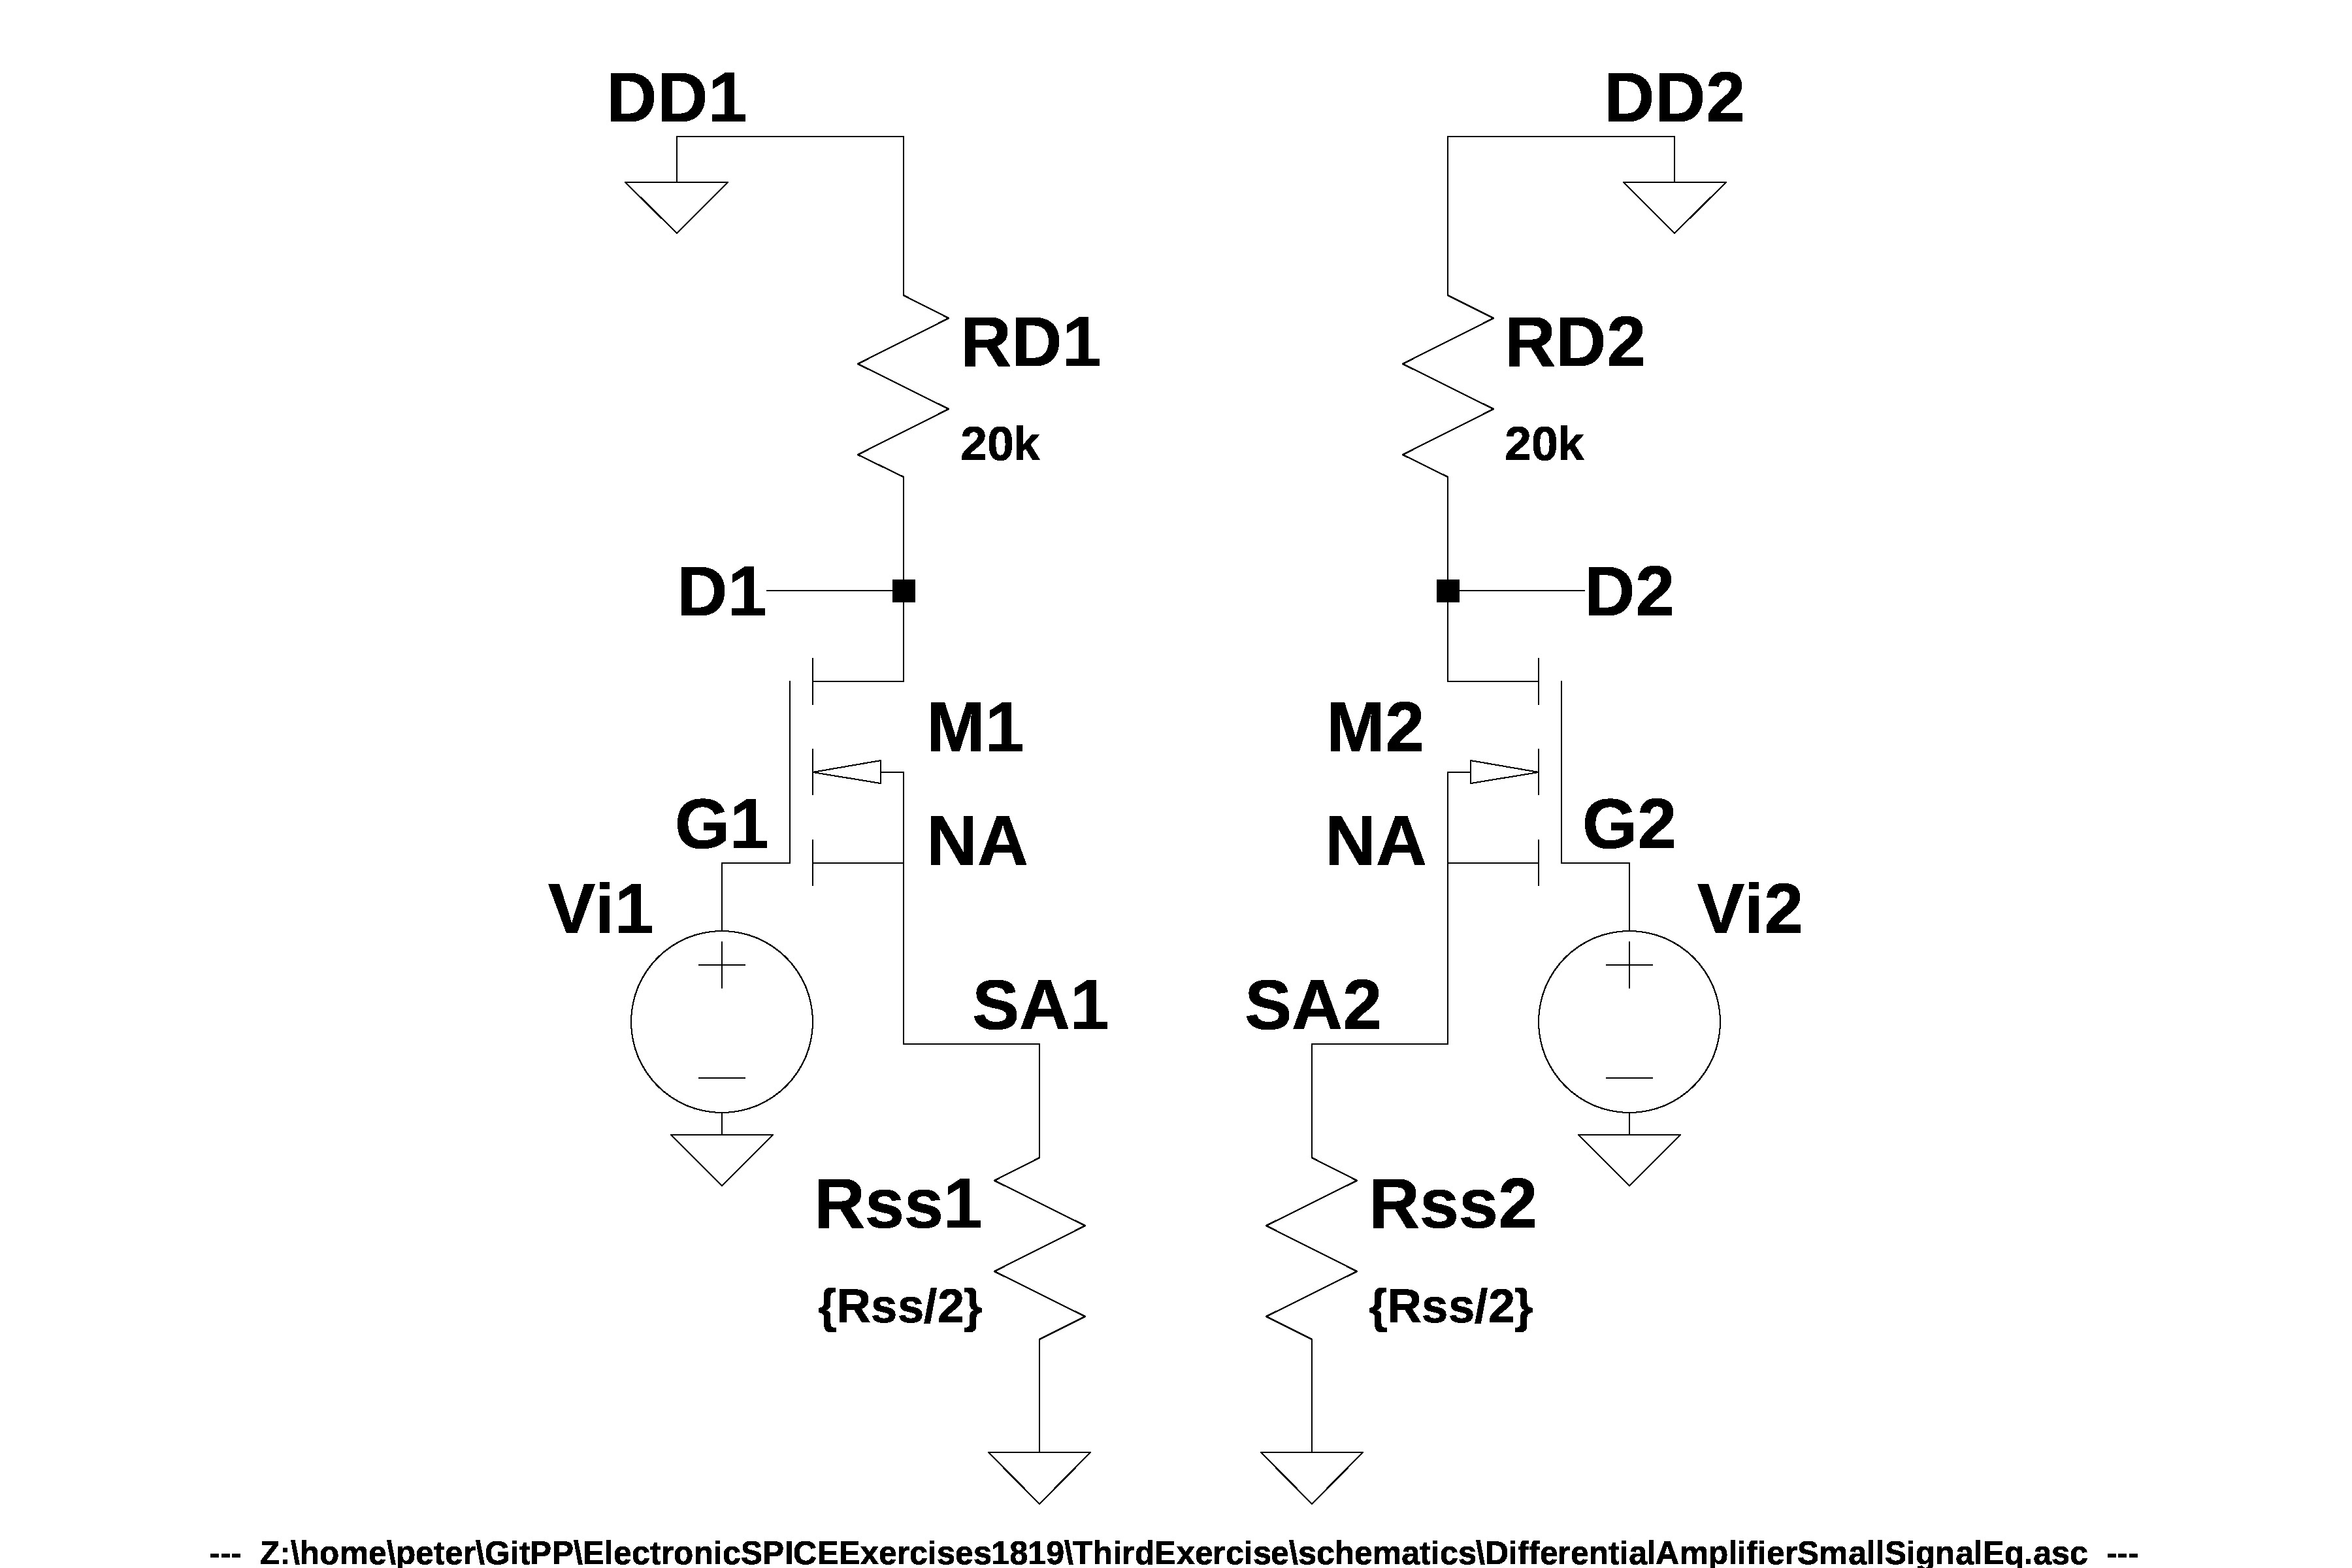 DD1
DD2
RD1
RD2
20k
20k
D1
D2
M1
M2
G1
NA
NA
G2
Vi1
Vi2
SA1
SA2
Rss1
Rss2
{Rss/2}
{Rss/2}
--- Z:\home\peter\GitPP\ElectronicSPICEExercises1819\ThirdExercise\schematics\DifferentialAmplifierSmallSignalEq.asc ---